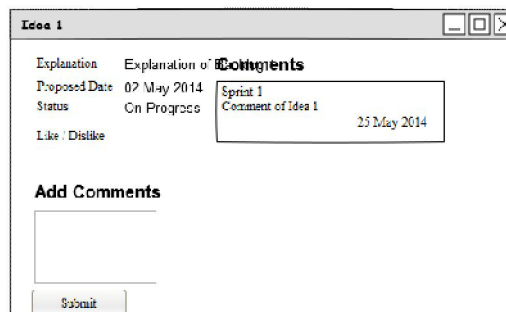 Idea 1
Explanation Explanation of
Comments
Proposed Date 02 May 2014
Status On Progress
Like / Dislike
Sprint 1
Comment of Idea 1
25 May 2014
Add Comments
Submit